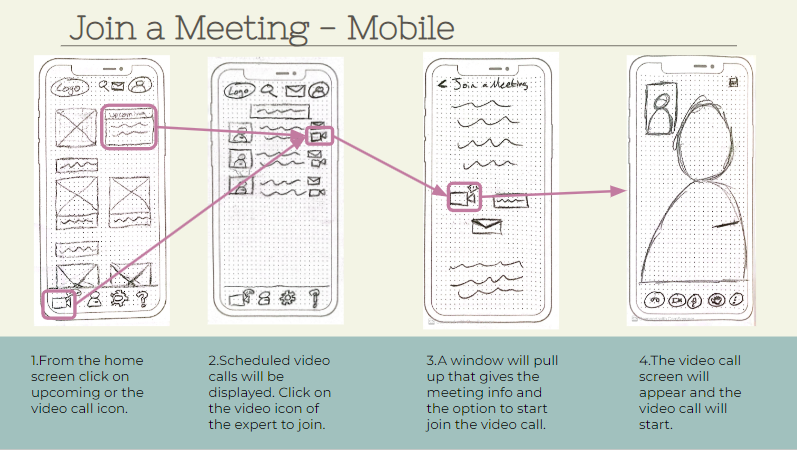 Join a Meeting - Mobile
Logo
Upcoming
Logo
< Join a Meeting
1.From the home
screen click on
upcoming or the
video call icon.
2.Scheduled video
calls will be
displayed. Click on
the video icon of
the expert to join.
3.A window will pull
up that gives the
meeting info and
the option to start
join the video call.
4.The video call
screen will
appear and the
video call will
start.